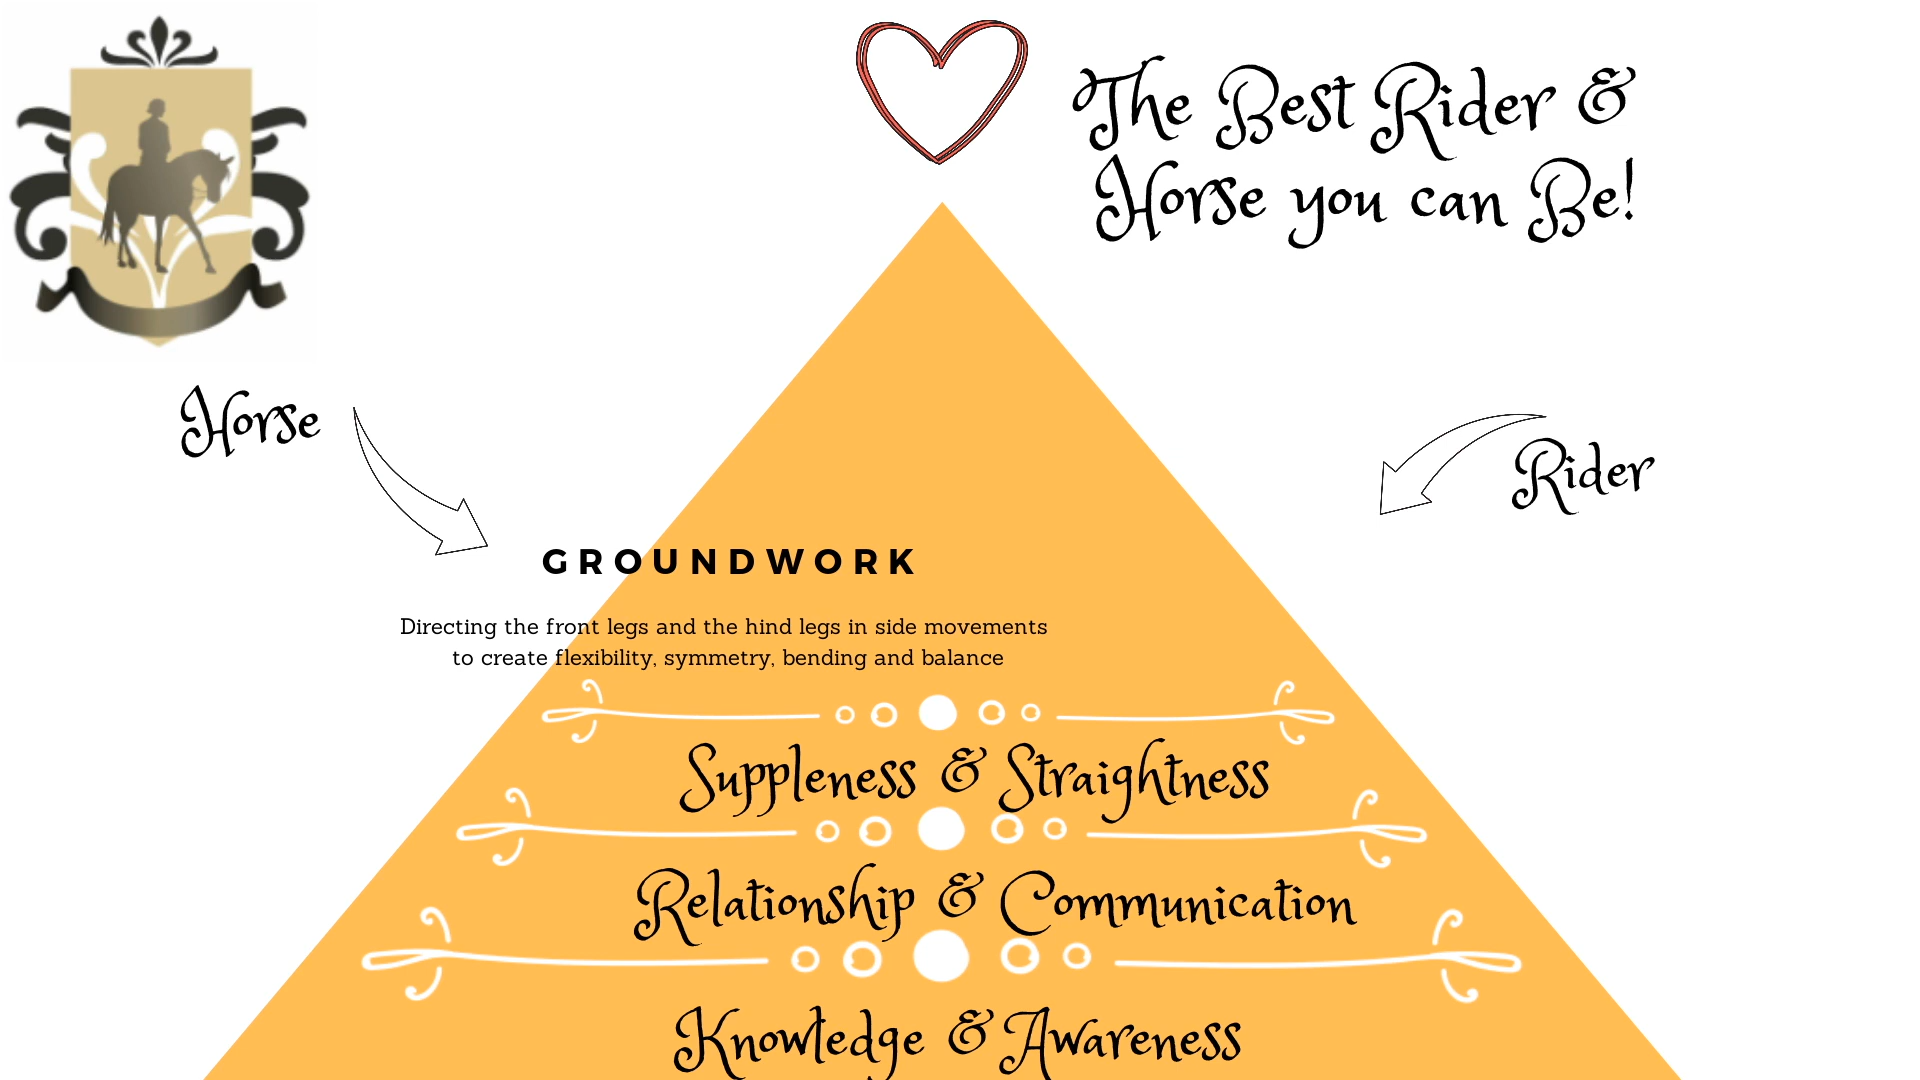 The Best Rider &
Horse you can Be!
Horse
Rider
GROUNDWORK
Directing the front legs and the hind legs in side movements
to create flexibility, symmetry, bending and balance
Suppleness & Straightness
Relationship & Communication
Knowledge & Awareness